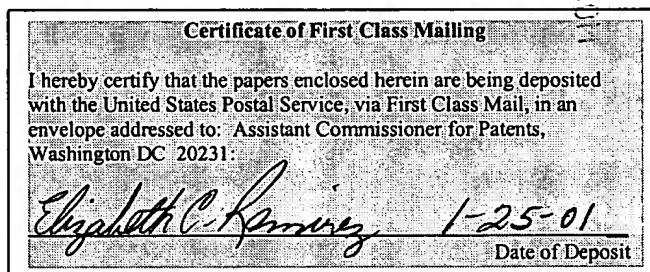 Certificate of First Class Mailing
I hereby certify that the papers enclosed herein are being deposited
with the United States Postal Service, via First Class Mail, in an
envelope addressed to: Assistant Commissioner for Patents,
Washington DC 20231:
Elizabeth C. Ramirez 1-25-01
Date of Deposit